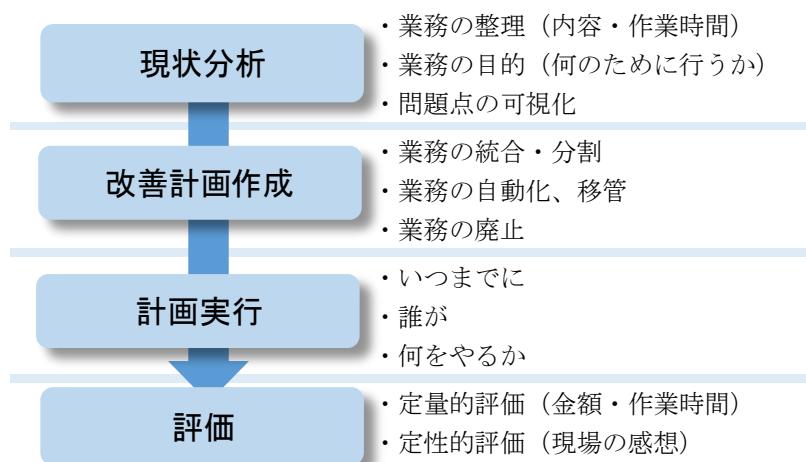 現状分析
・業務の整理（内容・作業時間）
・業務の目的（何のために行うか）
・問題点の可視化
改善計画作成
・業務の統合・分割
・業務の自動化、移管
・業務の廃止
計画実行
・いつまでに
・誰が
・何をやるか
評価
・定量的評価（金額・作業時間）
・定性的評価（現場の感想）